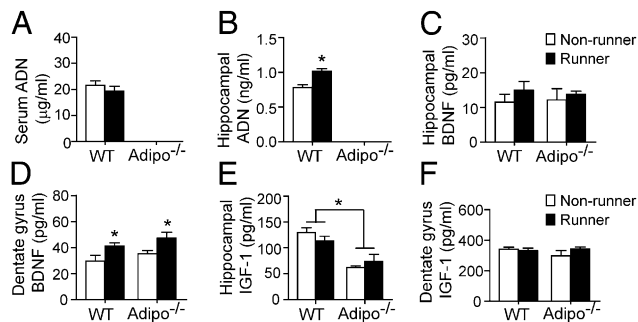 A
Serum ADN
(µg/ml)
40
30
20
10
0
WT Adipo-/-
B
Hippocampal
ADN (ng/ml)
1.5
1.0
0.5
0.0
*
WT Adipo-/-
C
Hippocampal
BDNF (pg/ml)
30
20
10
0
Non-runner
Runner
WT Adipo-/-
D
Dentate gyrus
BDNF (pg/ml)
80
60
40
20
0
* *
WT Adipo-/-
E
Hippocampal
IGF-1 (pg/ml)
200
150
100
50
0
*
WT Adipo-/-
F
Dentate gyrus
IGF-1 (pg/ml)
600
400
200
0
Non-runner
Runner
WT Adipo-/-